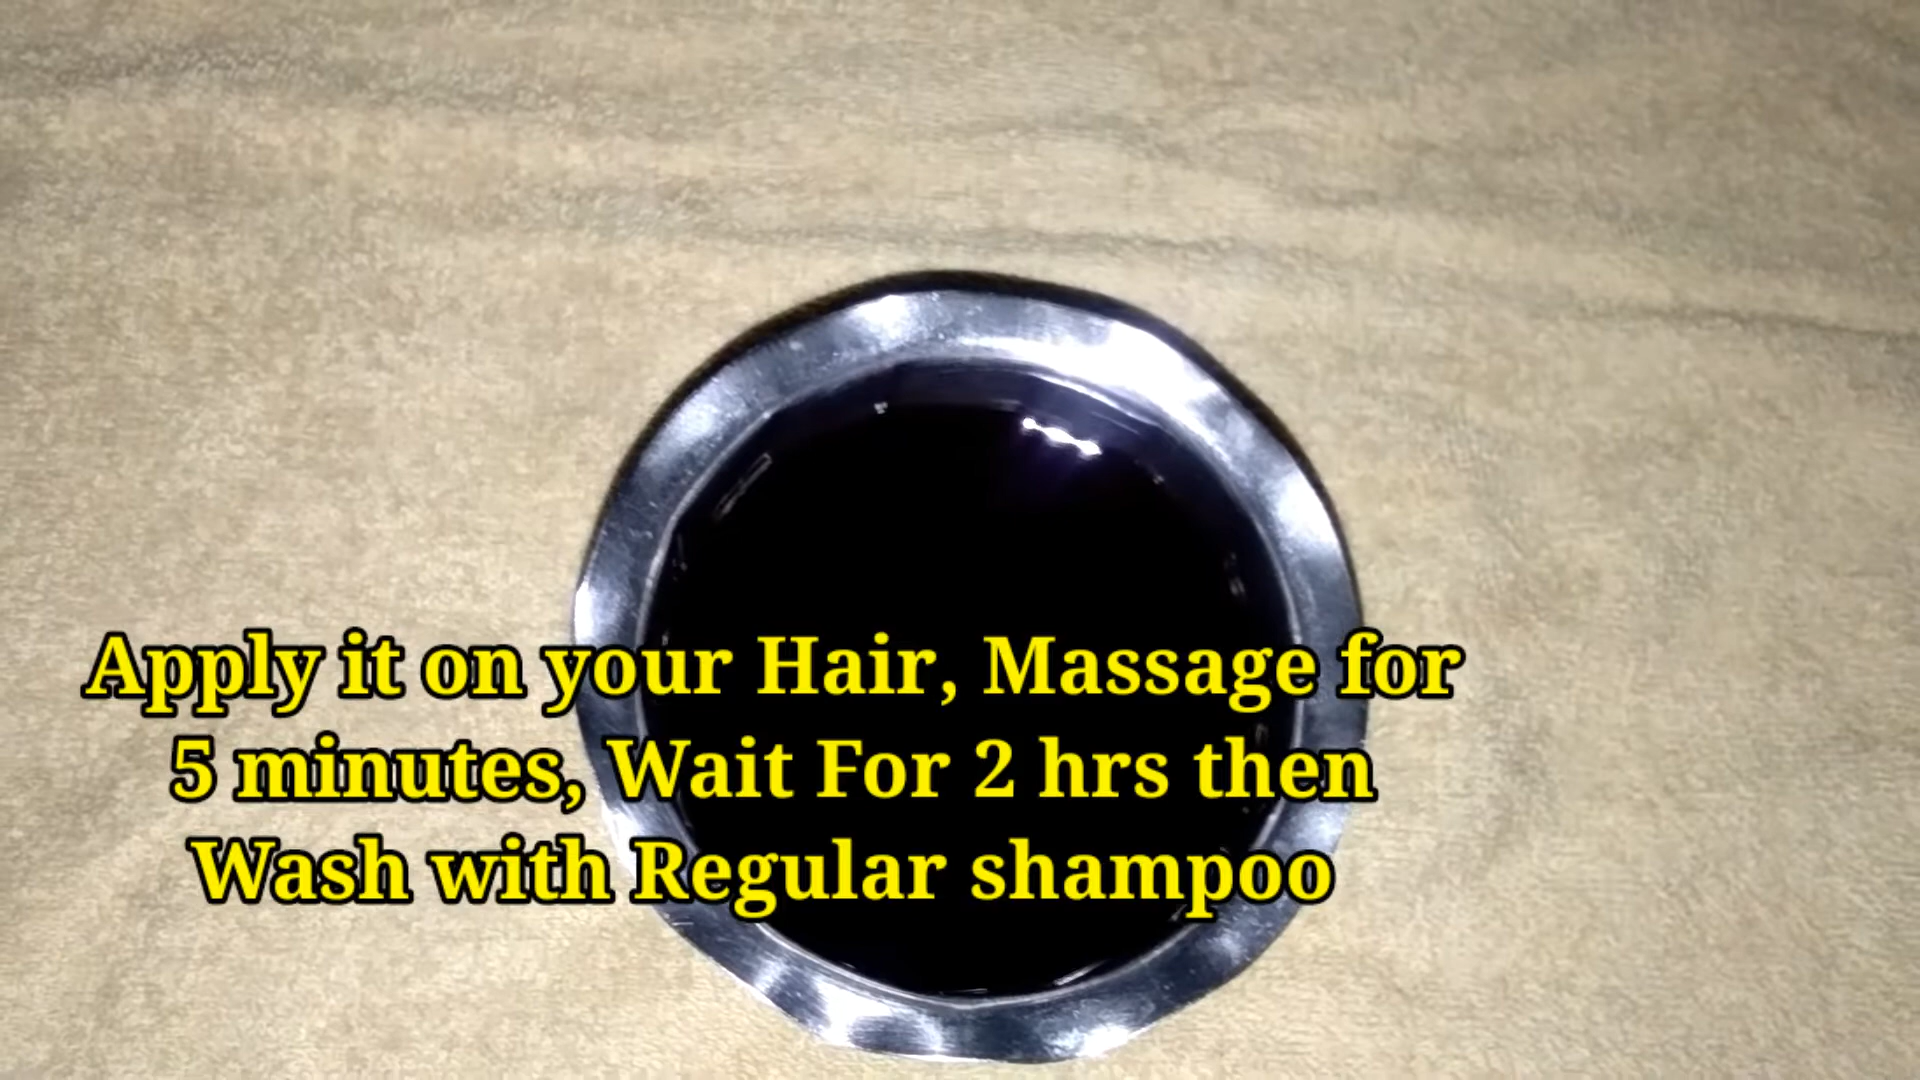 Apply it on your Hair, Massage for
5 minutes, Wait For 2 hrs then
Wash with Regular shampoo